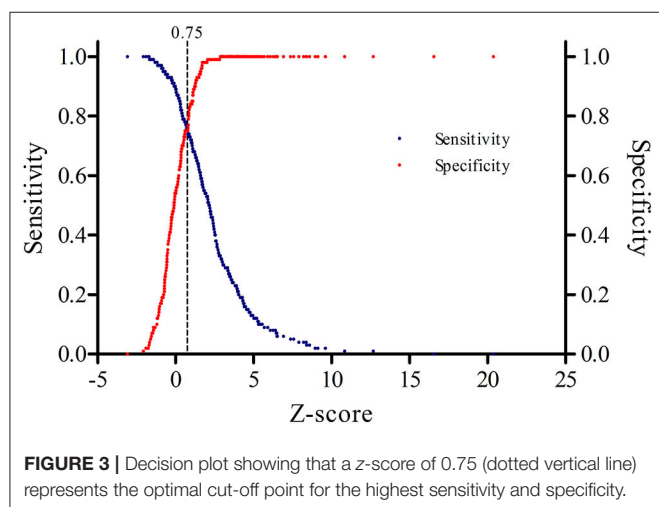 0.75
1.0
0.8
0.6
0.4
0.2
0.0
Sensitivity
Sensitivity
Specificity
1.0
0.8
0.6
0.4
0.2
0.0
Specificity
-5 0 5 10 15 20 25
Z-score
FIGURE 3 | Decision plot showing that a z-score of 0.75 (dotted vertical line)
represents the optimal cut-off point for the highest sensitivity and specificity.